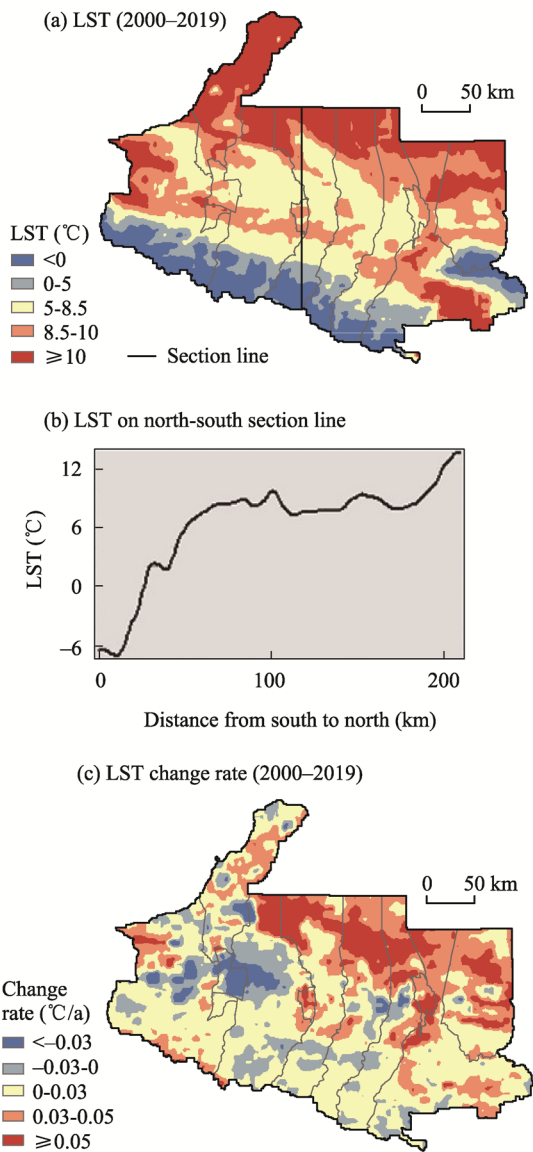 (a) LST (2000–2019)
0 50 km
LST (℃)
<0
0-5
5-8.5
8.5-10
⩾10
Section line
(b) LST on north-south section line
LST (℃)
12
6
0
–6
0 100 200
Distance from south to north (km)
(c) LST change rate (2000–2019)
0 50 km
Change
rate (℃/a)
<–0.03
–0.03-0
0-0.03
0.03-0.05
⩾0.05